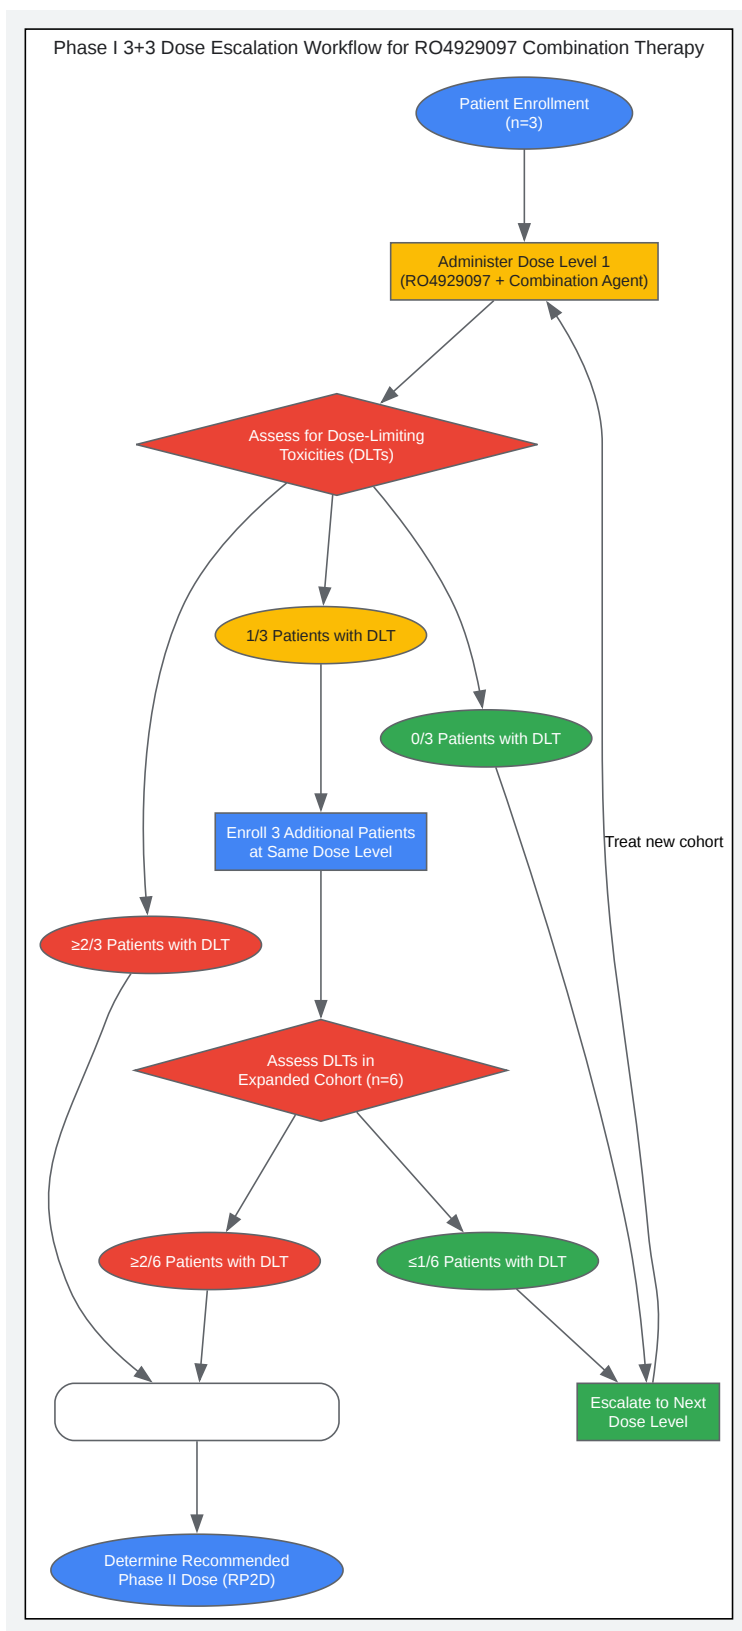 Phase I 3+3 Dose Escalation Workflow for RO4929097 Combination Therapy
Patient Enrollment
(n=3)
Administer Dose Level 1
(RO4929097 + Combination Agent)
Assess for Dose-Limiting
Toxicities (DLTs)
1/3 Patients with DLT
0/3 Patients with DLT
Enroll 3 Additional Patients
at Same Dose Level
Treat new cohort
≥2/3 Patients with DLT
Assess DLTs in
Expanded Cohort (n=6)
≥2/6 Patients with DLT
≤1/6 Patients with DLT
Escalate to Next
Dose Level
Determine Recommended
Phase II Dose (RP2D)